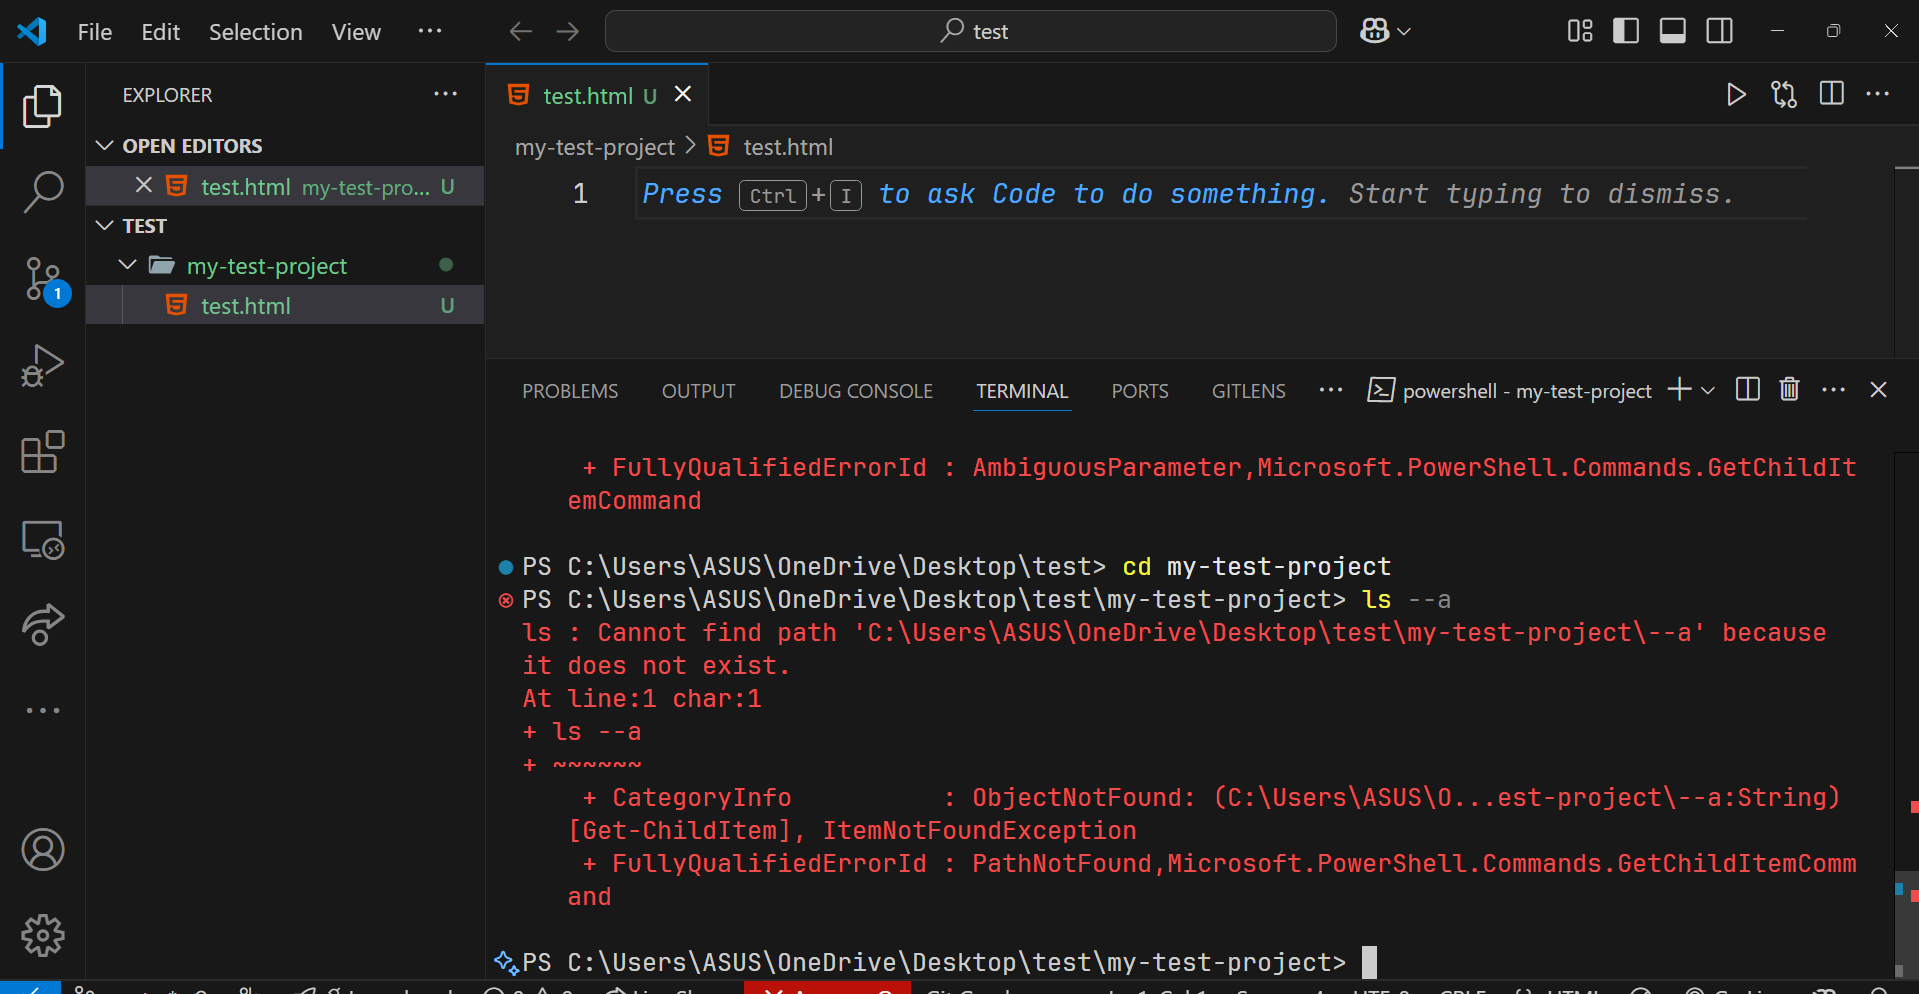 File Edit Selection View ··· test
EXPLORER ···
OPEN EDITORS
test.html my-test-pro... U
TEST
my-test-project
test.html U
1
test.html U
my-test-project > test.html
1 Press Ctrl+I to ask Code to do something. Start typing to dismiss.
PROBLEMS OUTPUT DEBUG CONSOLE TERMINAL PORTS GITLENS ··· powershell - my-test-project
+ FullyQualifiedErrorId : AmbiguousParameter,Microsoft.PowerShell.Commands.GetChildIt
emCommand
PS C:\Users\ASUS\OneDrive\Desktop\test> cd my-test-project
PS C:\Users\ASUS\OneDrive\Desktop\test\my-test-project> ls --a
ls : Cannot find path 'C:\Users\ASUS\OneDrive\Desktop\test\my-test-project\--a' because
it does not exist.
At line:1 char:1
+ ls --a
+ ~~~~~~
+ CategoryInfo : ObjectNotFound: (C:\Users\ASUS\O...est-project\--a:String)
[Get-ChildItem], ItemNotFoundException
+ FullyQualifiedErrorId : PathNotFound,Microsoft.PowerShell.Commands.GetChildItemComm
and
PS C:\Users\ASUS\OneDrive\Desktop\test\my-test-project>